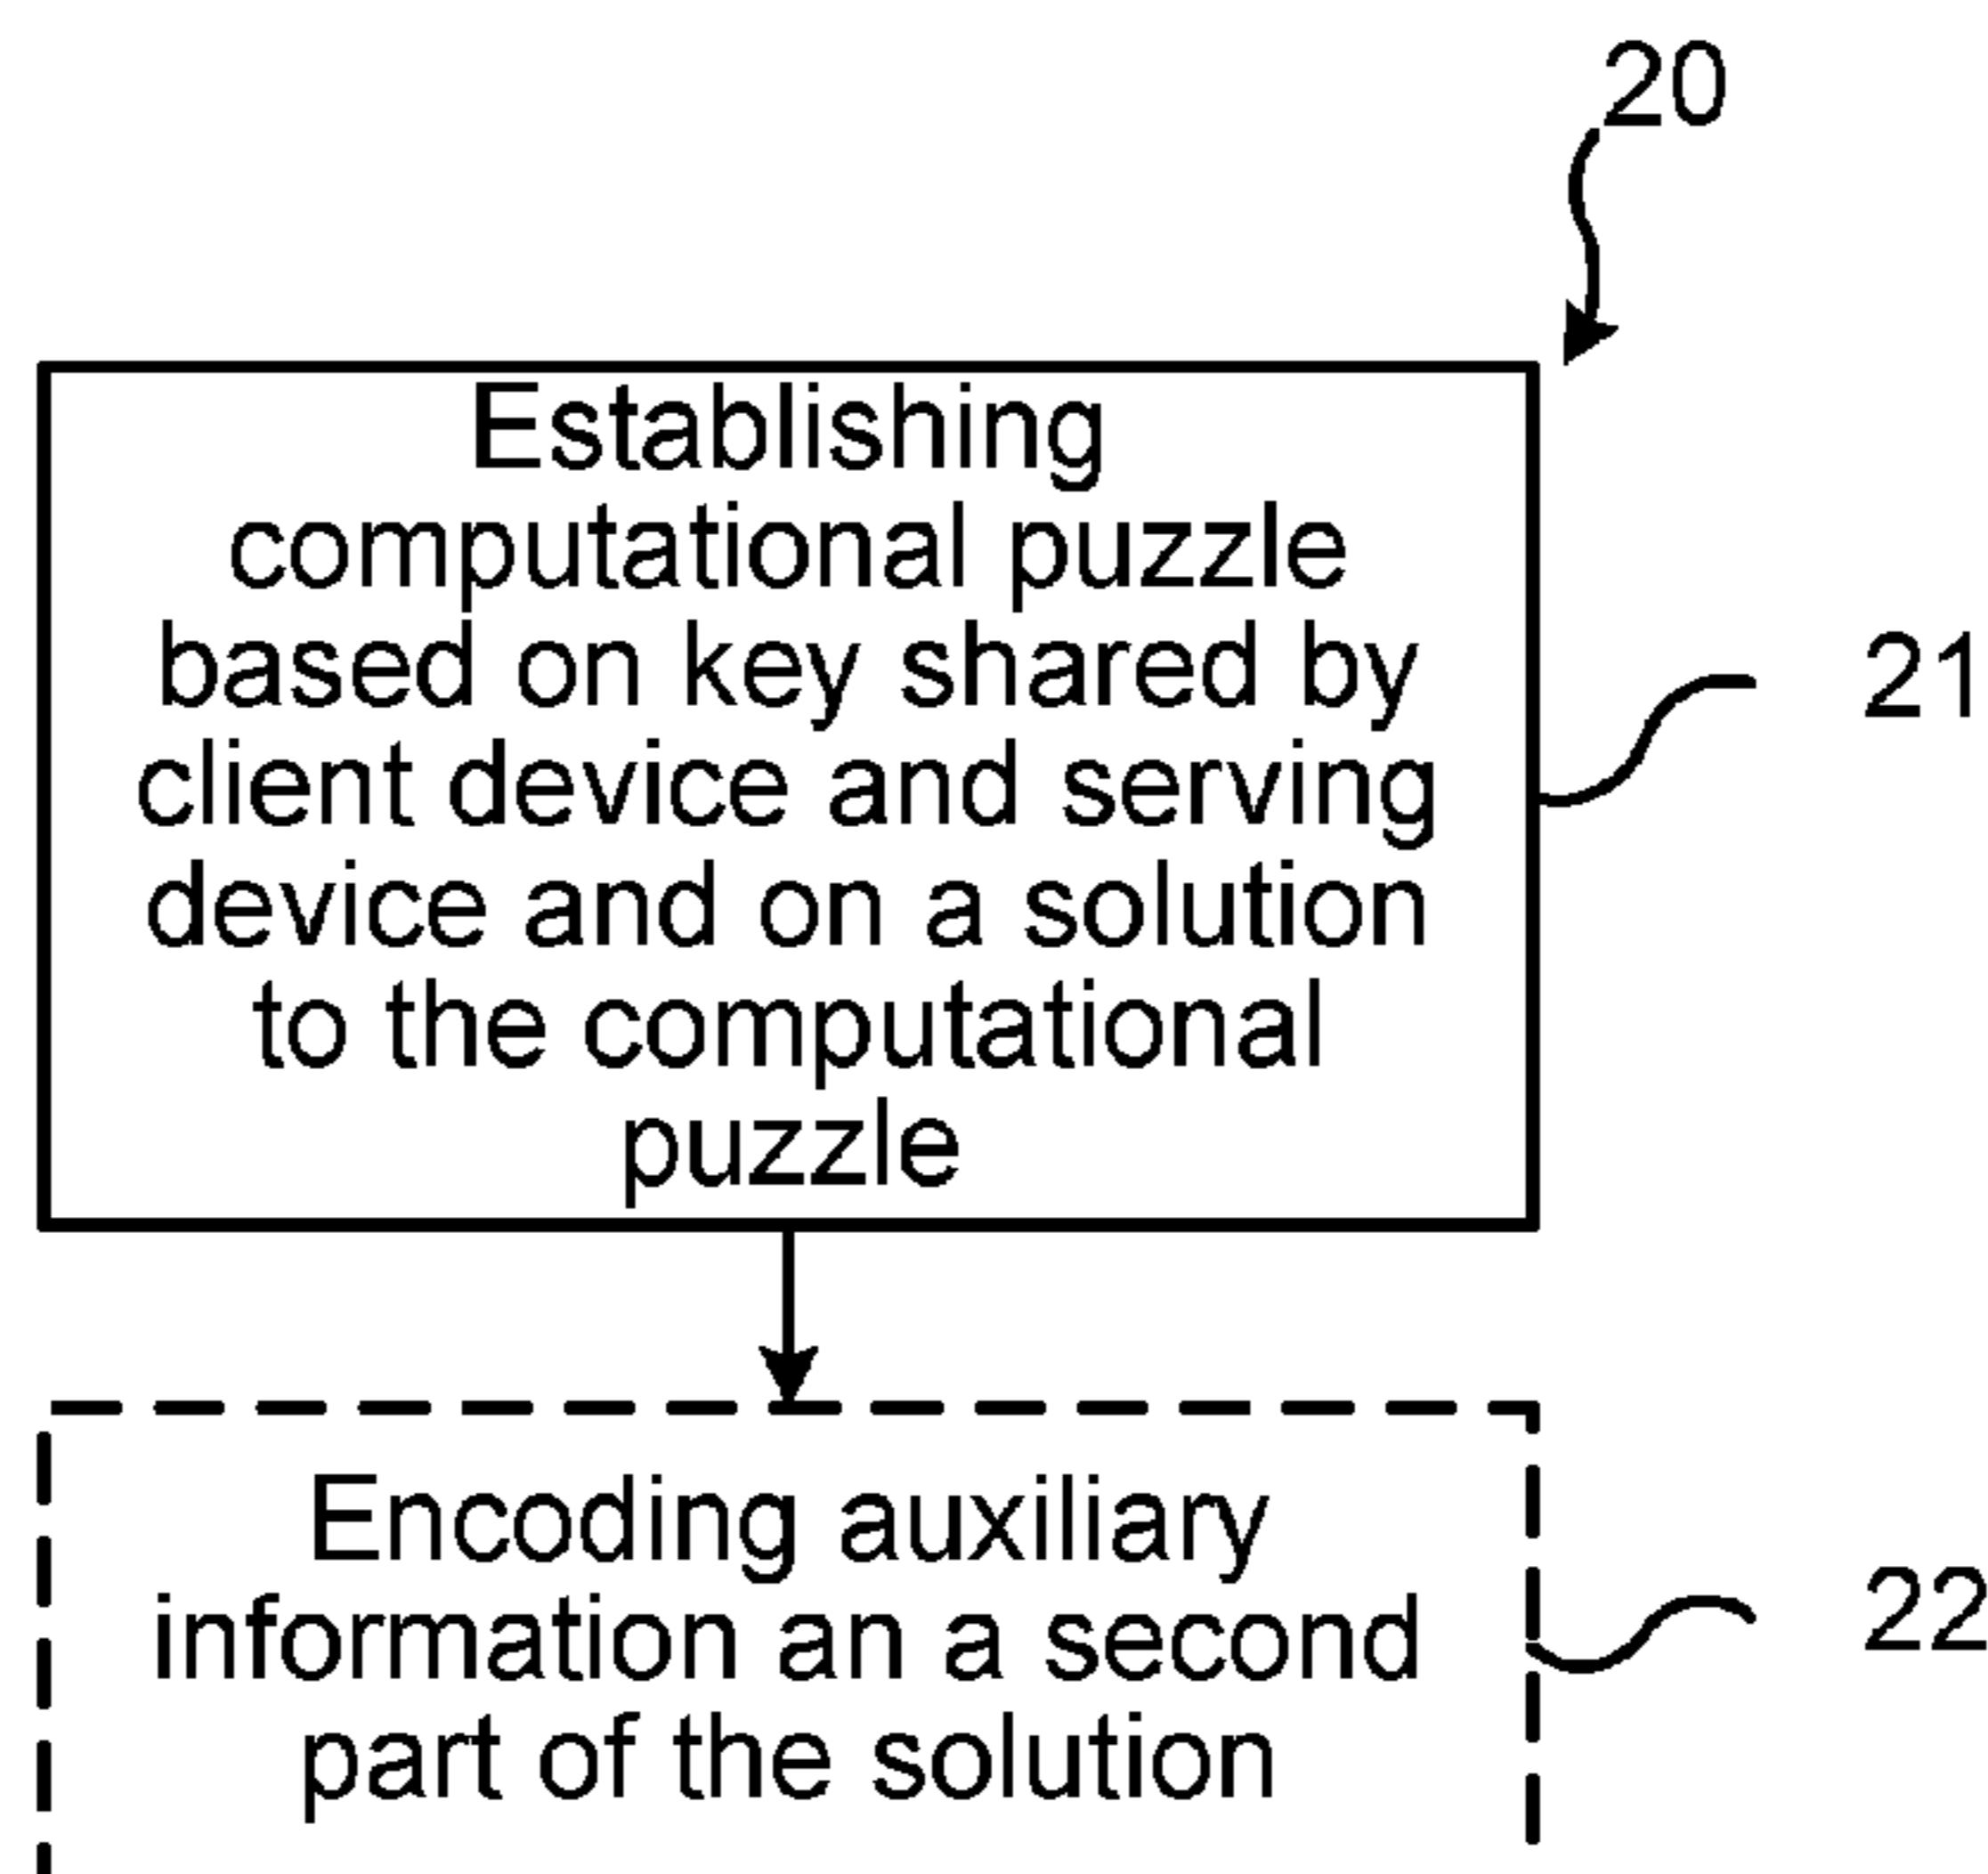 20
Establishing
computational puzzle
based on key shared by
client device and serving
device and on a solution
to the computational
puzzle
21
Encoding auxiliary
information an a second
part of the solution
22